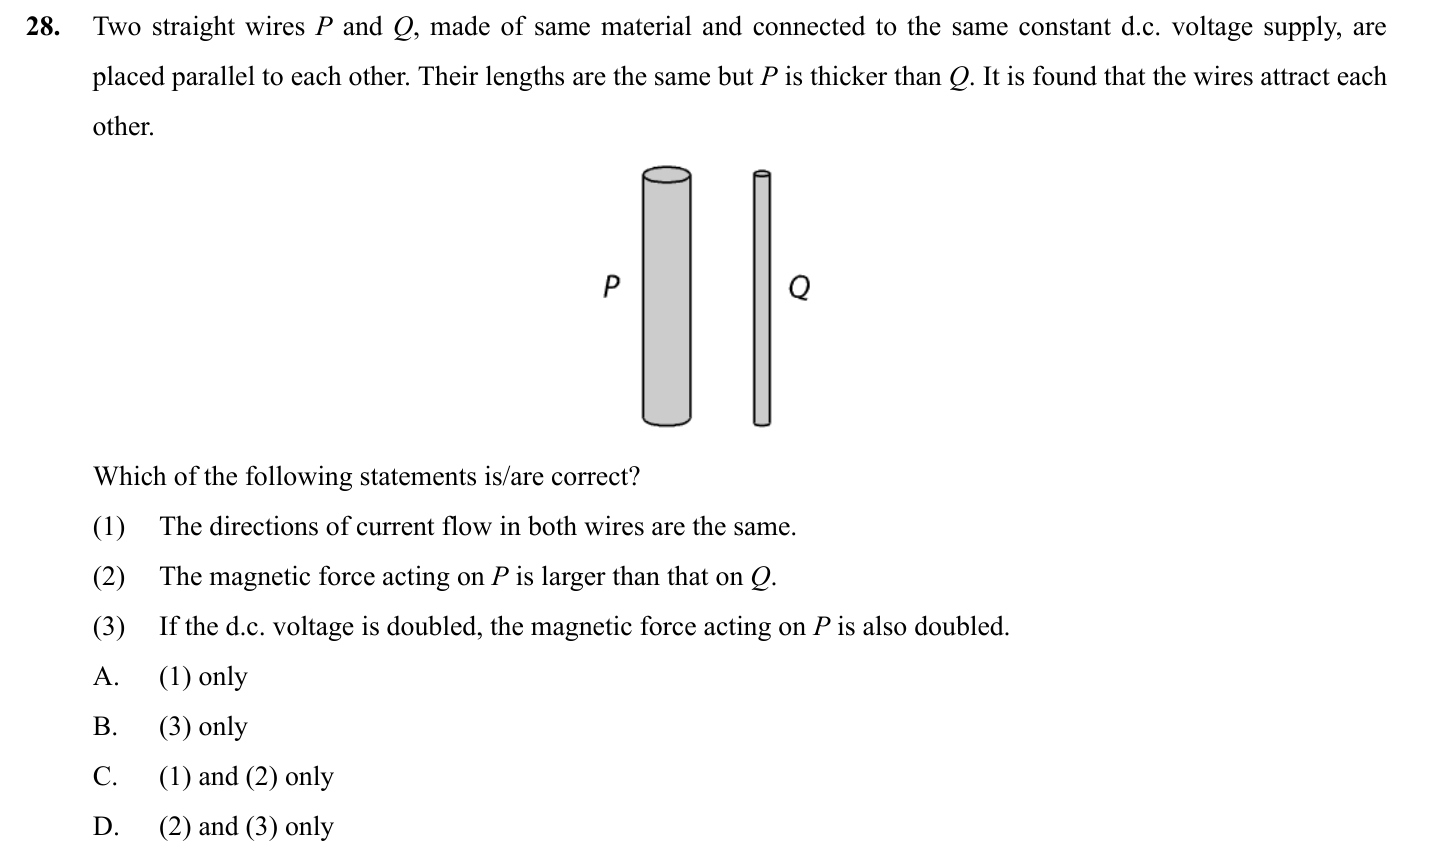 28. Two straight wires P and Q, made of same material and connected to the same constant d.c. voltage supply, are
placed parallel to each other. Their lengths are the same but P is thicker than Q. It is found that the wires attract each
other.
P
Q
Which of the following statements is/are correct?
(1) The directions of current flow in both wires are the same.
(2) The magnetic force acting on P is larger than that on Q.
(3) If the d.c. voltage is doubled, the magnetic force acting on P is also doubled.
A. (1) only
B. (3) only
C. (1) and (2) only
D. (2) and (3) only